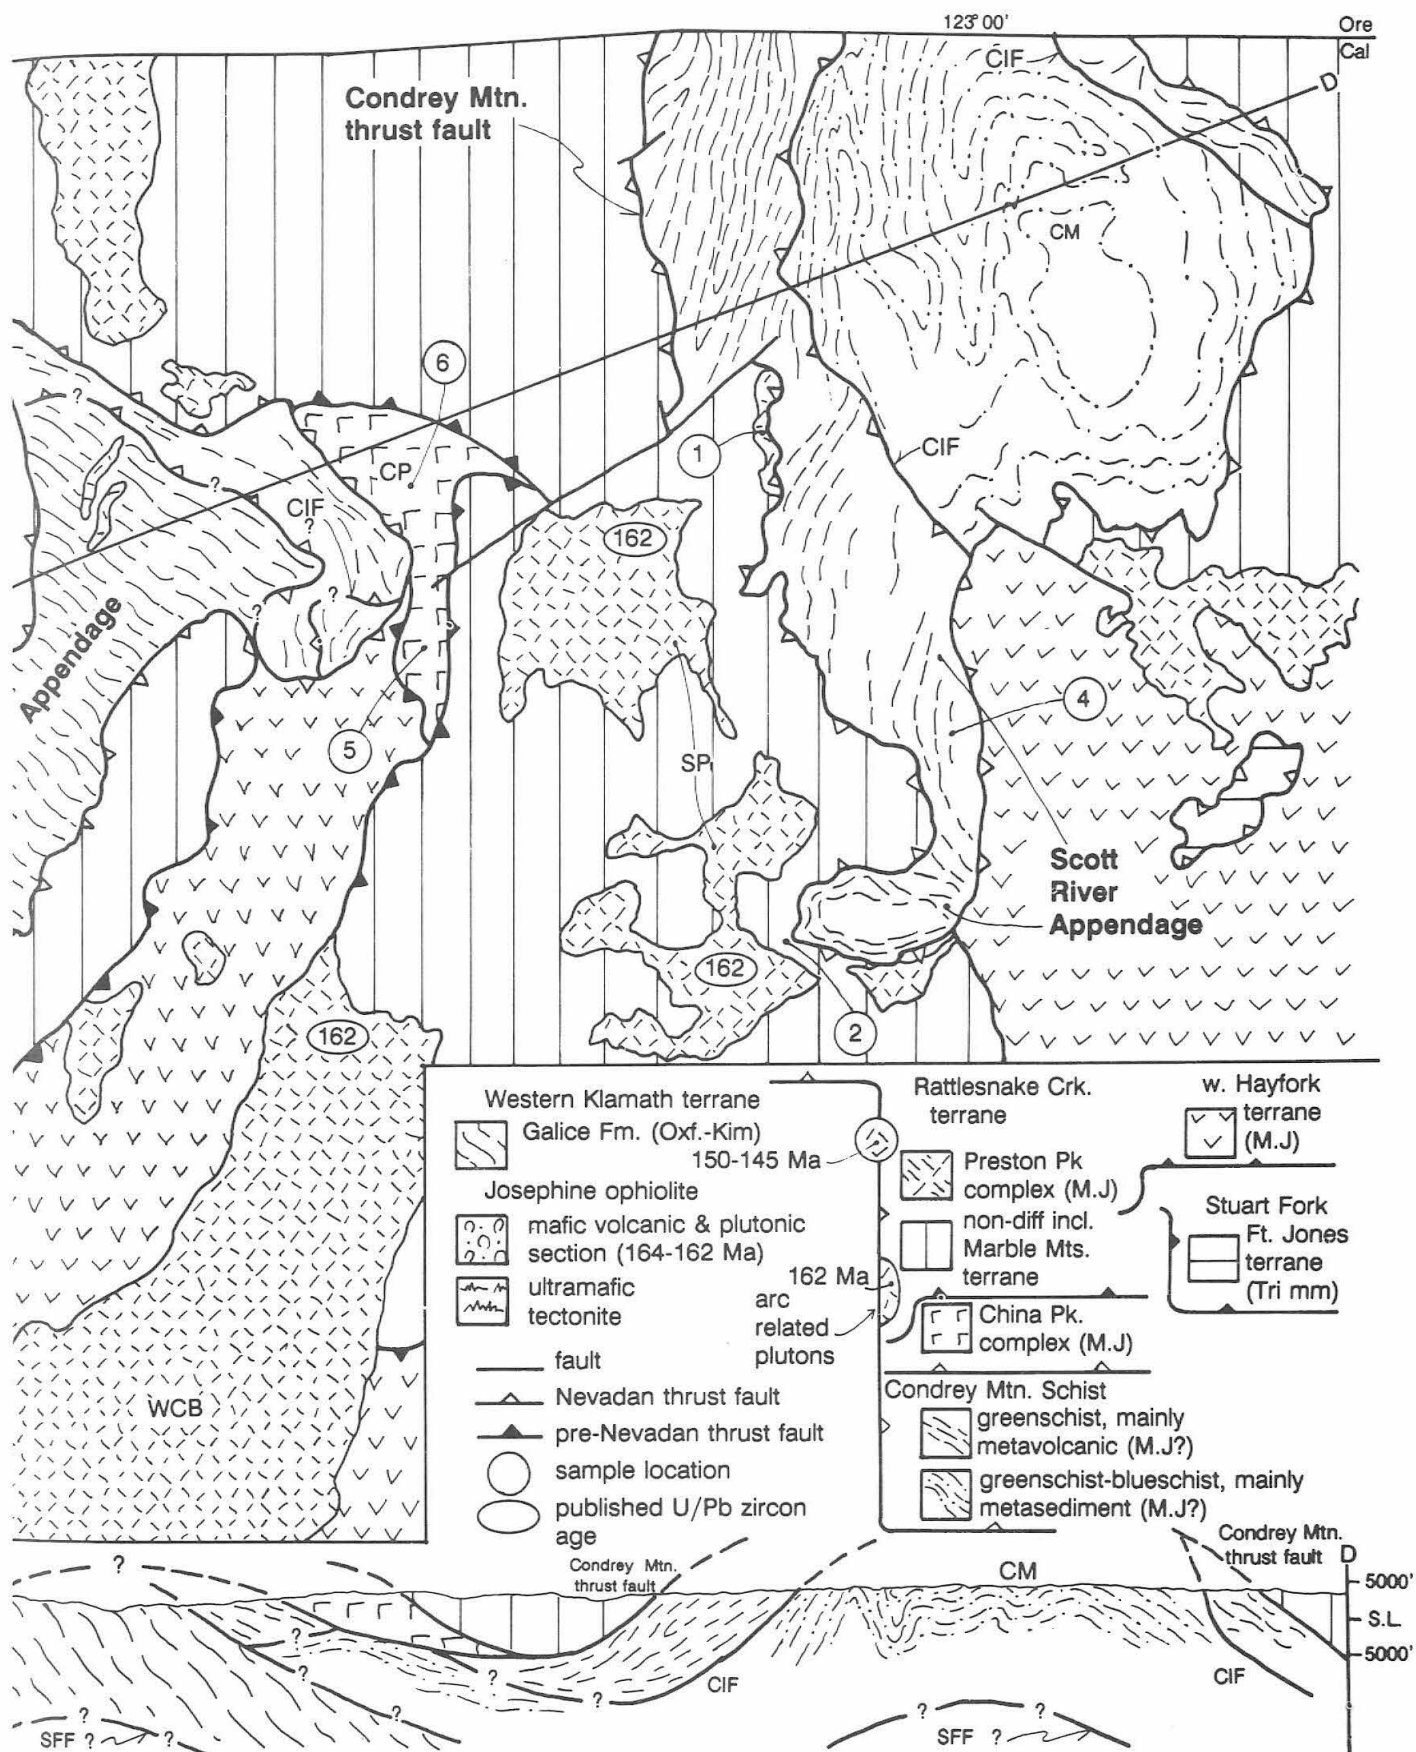 123° 00'
Ore
Cal
CIF
D
Condrey Mtn.
thrust fault
CM
6
?
1
CIF
CP
?
CIF
?
162
Appendage
?
?
4
5
SP
Scott
River
Appendage
162
2
162
WCB
Western Klamath terrane
Galice Fm. (Oxf.-Kim)
150-145 Ma
Josephine ophiolite
mafic volcanic & plutonic
section (164-162 Ma)
ultramafic
tectonite
162 Ma
arc
related
plutons
fault
Nevadan thrust fault
pre-Nevadan thrust fault
sample location
published U/Pb zircon
age
Rattlesnake Crk.
terrane
Preston Pk
complex (M.J)
non-diff incl.
Marble Mts.
terrane
China Pk.
complex (M.J)
Condrey Mtn. Schist
greenschist, mainly
metavolcanic (M.J?)
greenschist-blueschist, mainly
metasediment (M.J?)
w. Hayfork
terrane
(M.J)
Stuart Fork
Ft. Jones
terrane
(Tri mm)
?
Condrey Mtn.
thrust fault
CM
Condrey Mtn.
thrust fault
D
5000'
S.L.
5000'
?
?
?
?
CIF
CIF
?
?
SFF ?
?
?
?
SFF ?